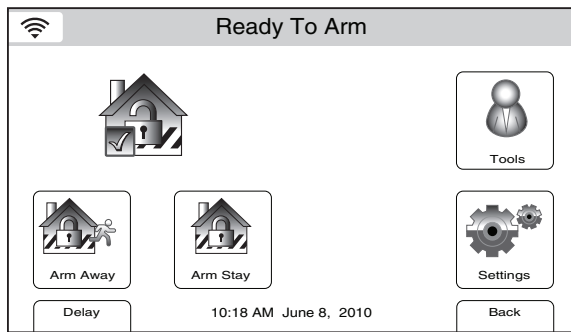 Ready To Arm
Tools
Arm Away
Arm Stay
Settings
Delay
10:18 AM June 8, 2010
Back